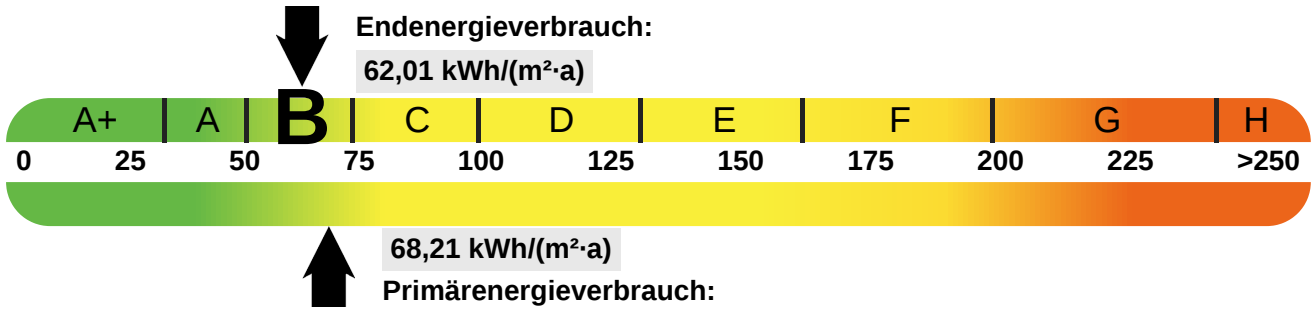 Endenergieverbrauch:
62,01 kWh/(m²·a)
A+ A B C D E F G H
0 25 50 75 100 125 150 175 200 225 >250
68,21 kWh/(m²·a)
Primärenergieverbrauch: